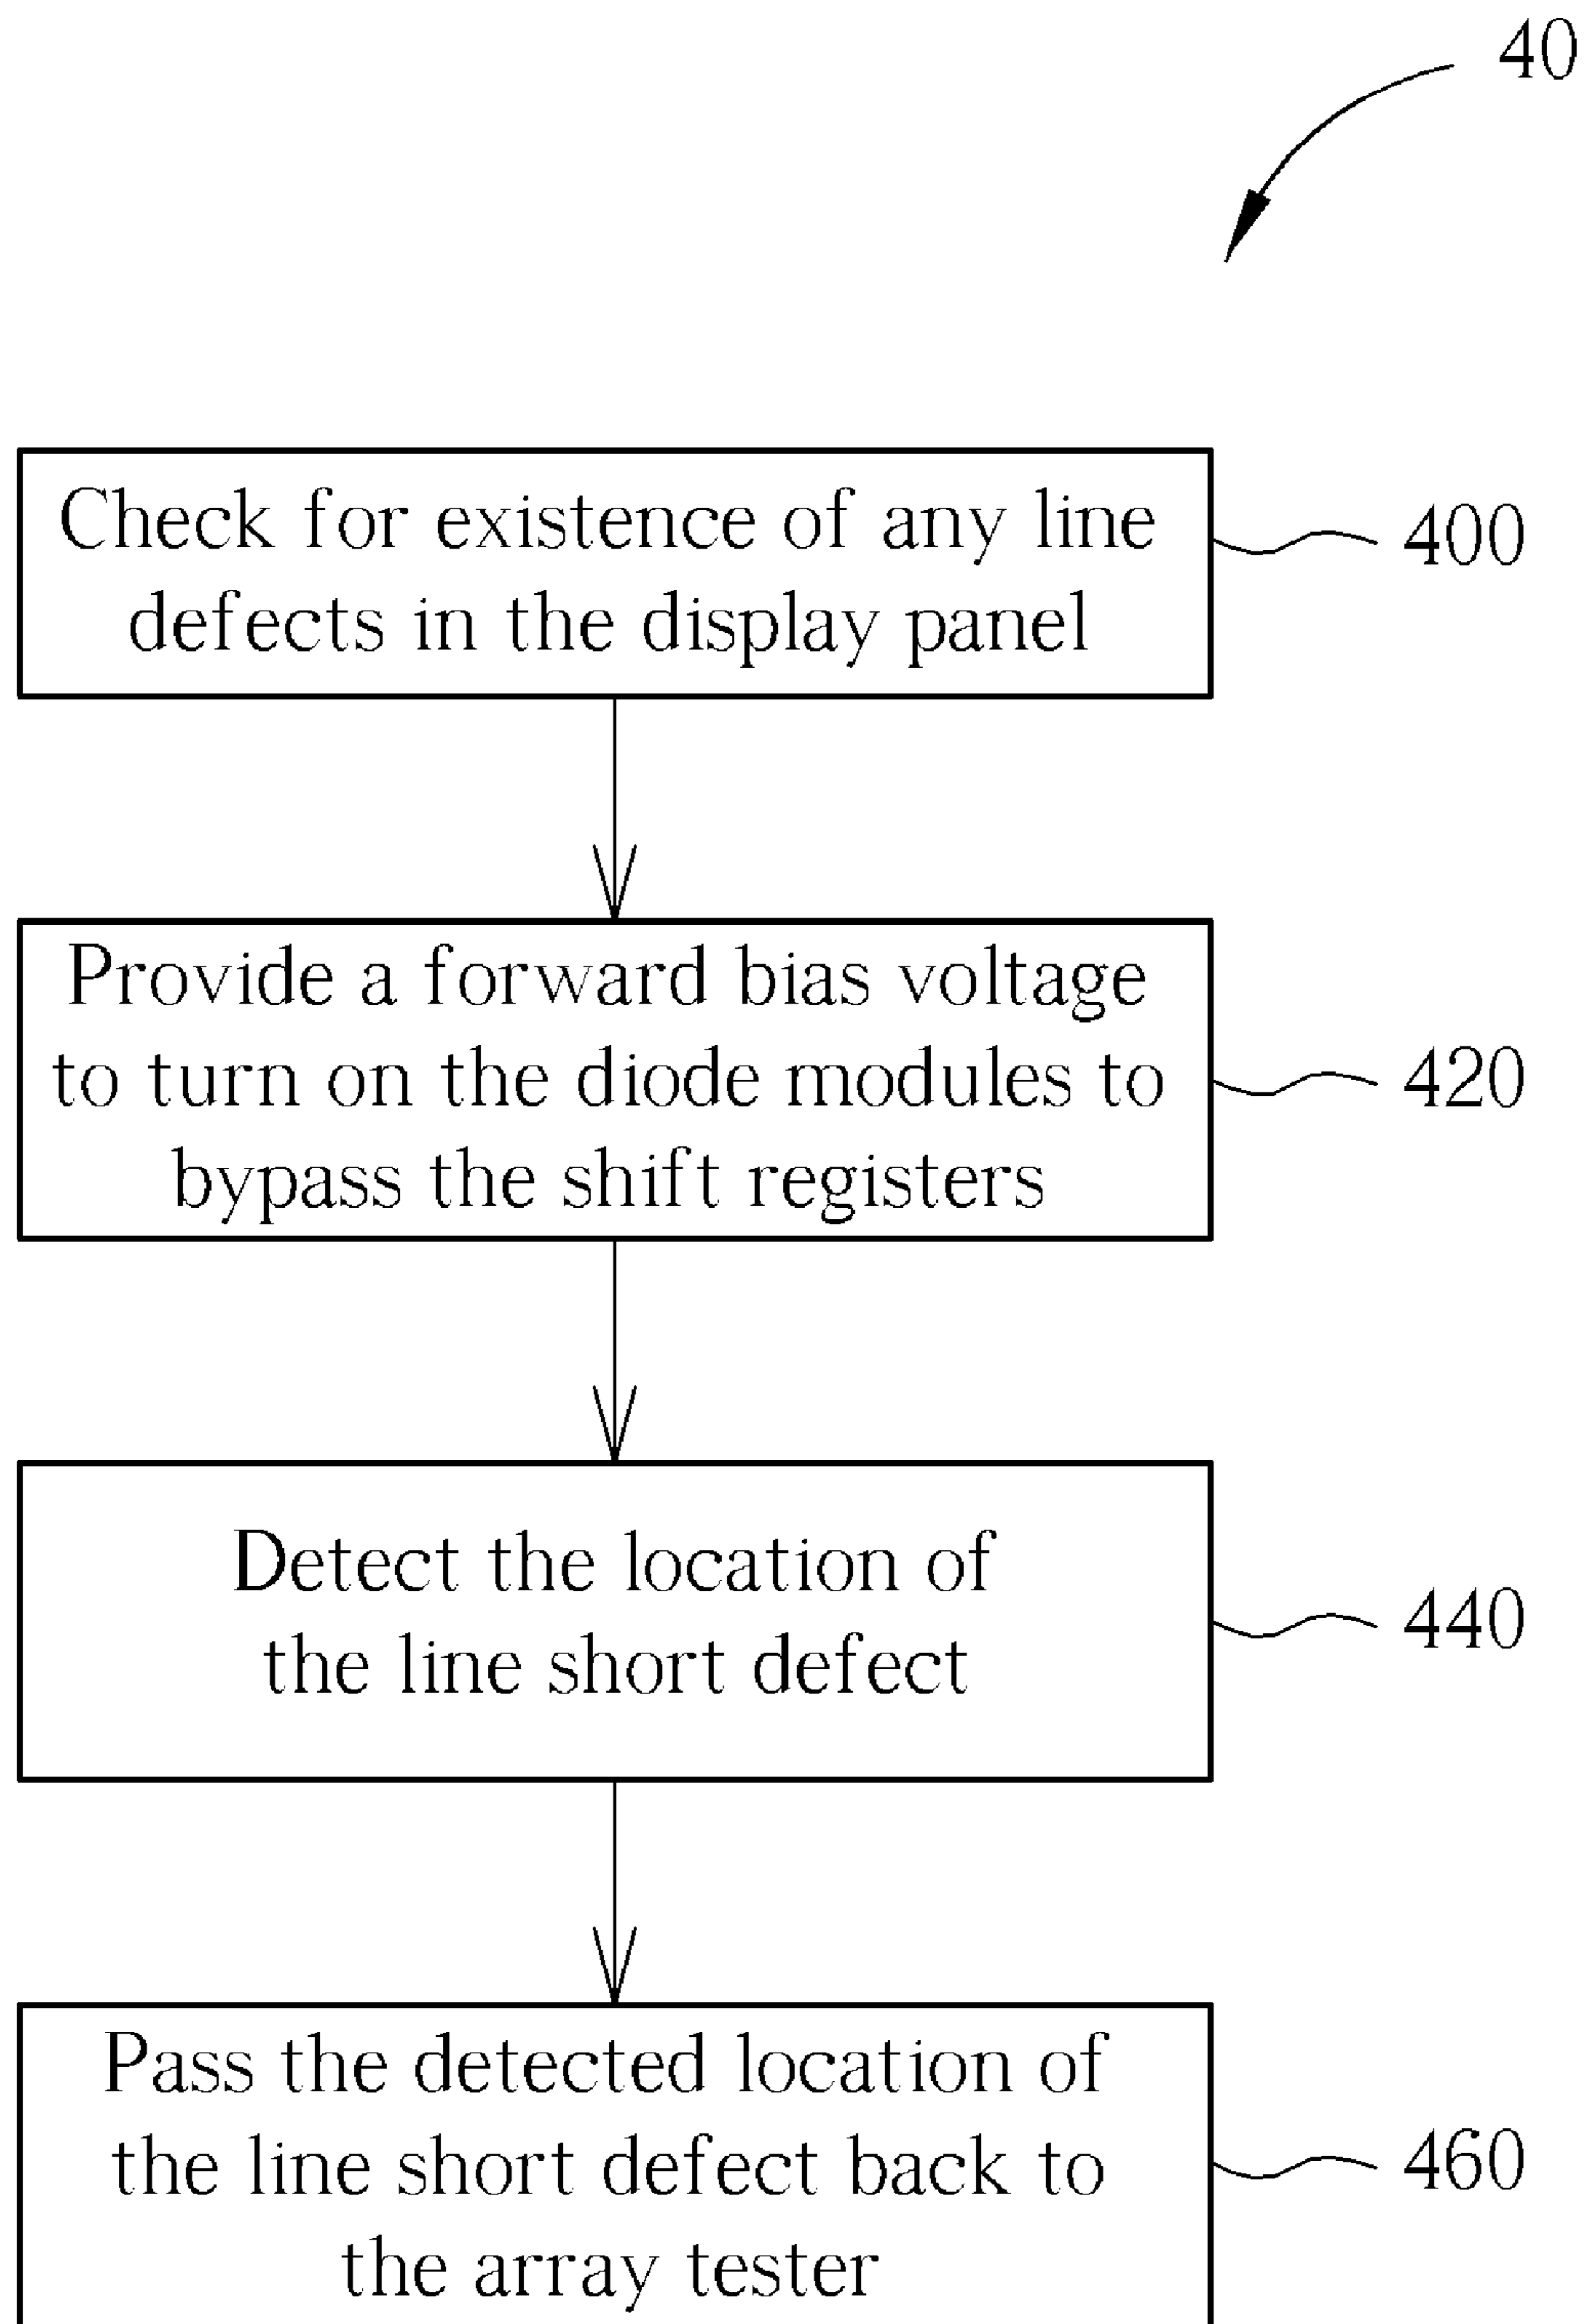 40
Check for existence of any line
defects in the display panel
400
Provide a forward bias voltage
to turn on the diode modules to
bypass the shift registers
420
Detect the location of
the line short defect
440
Pass the detected location of
the line short defect back to
the array tester
460